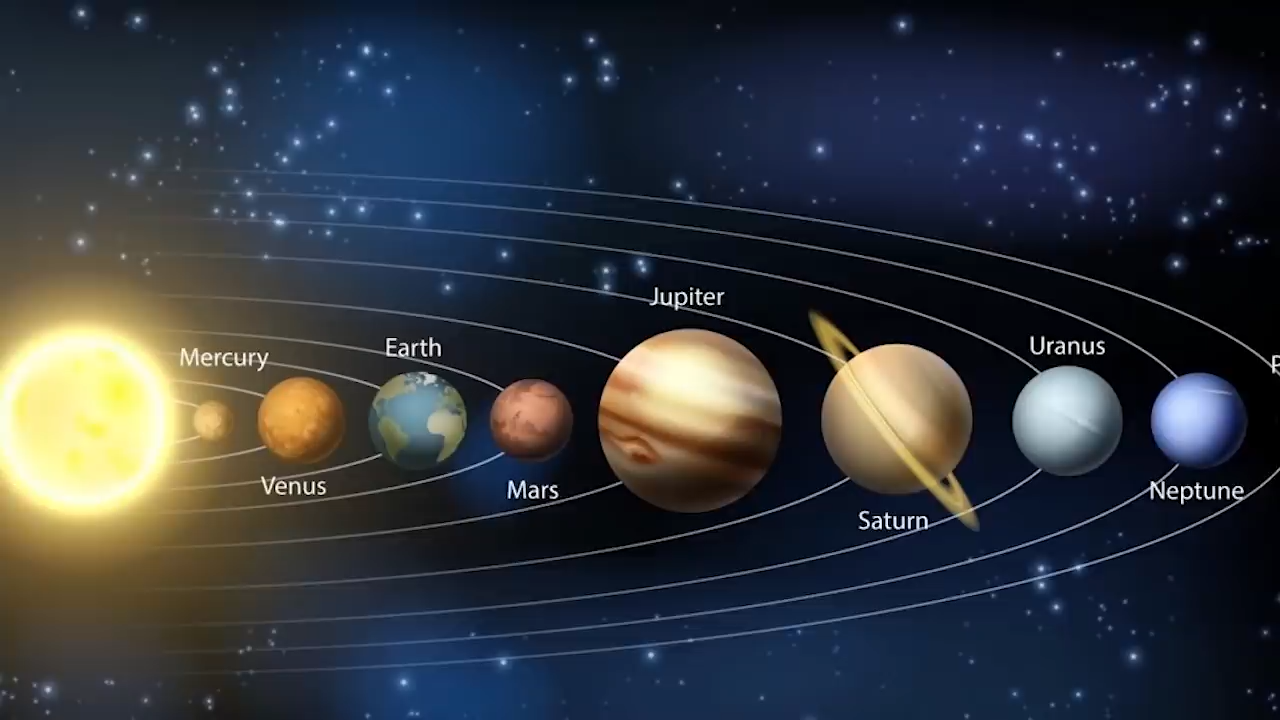 Mercury
Venus
Earth
Mars
Jupiter
Saturn
Uranus
Neptune